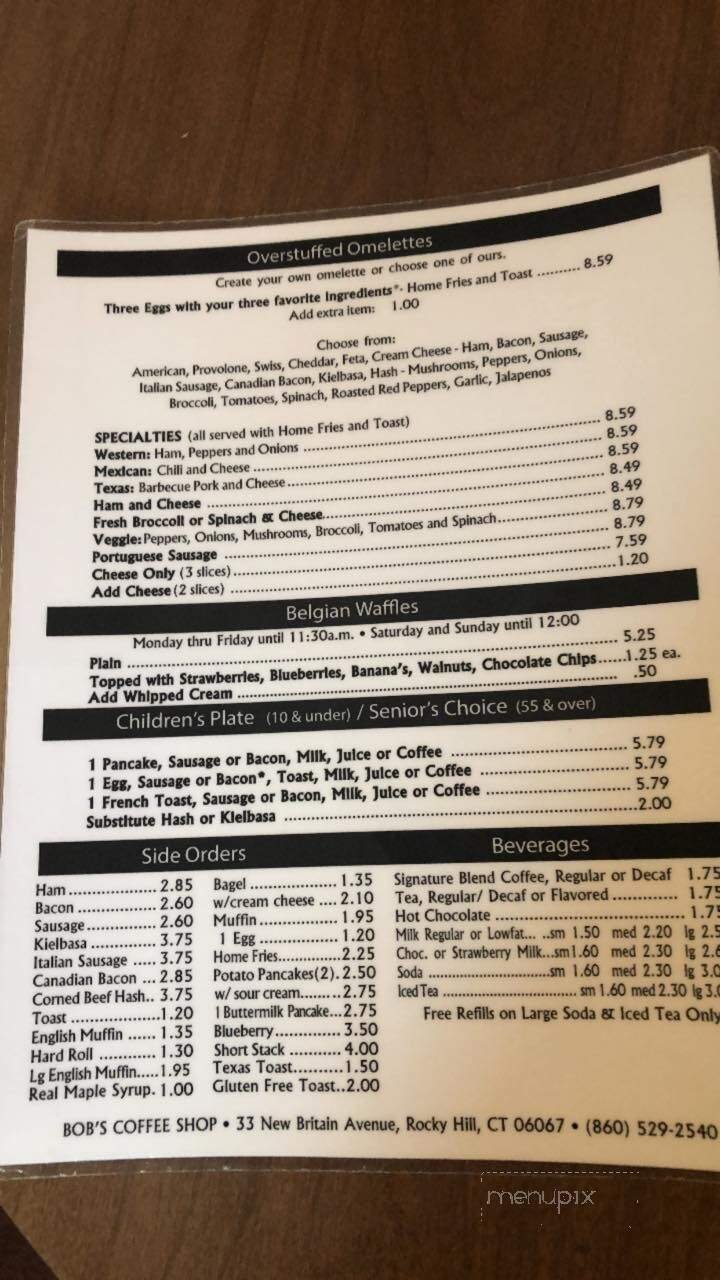 Overstuffed Omelettes
Create your own omelette or choose one of ours.
Three Eggs with your three favorite ingredients*- Home Fries and Toast .......... 8.59
Add extra item: 1.00
Choose from:
American, Provolone, Swiss, Cheddar, Feta, Cream Cheese - Ham, Bacon, Sausage,
Italian Sausage, Canadian Bacon, Kielbasa, Hash - Mushrooms, Peppers, Onions,
Broccoli, Tomatoes, Spinach, Roasted Red Peppers, Garlic, Jalapenos
SPECIALTIES (all served with Home Fries and Toast)
Western: Ham, Peppers and Onions ........ 8.59
Mexican: Chili and Cheese ........ 8.59
Texas: Barbecue Pork and Cheese ........ 8.59
Ham and Cheese ........ 8.49
Fresh Broccoli or Spinach & Cheese ........ 8.49
Veggie: Peppers, Onions, Mushrooms, Broccoli, Tomatoes and Spinach ........ 8.79
Portuguese Sausage ........ 8.79
Cheese Only (3 slices) ........ 7.59
Add Cheese (2 slices) ........ 1.20
Belgian Waffles
Monday thru Friday until 11:30a.m. • Saturday and Sunday until 12:00
Plain ........ 5.25
Topped with Strawberries, Blueberries, Banana's, Walnuts, Chocolate Chips ...... 1.25 ea.
Add Whipped Cream ........ .50
Children's Plate (10 & under) / Senior's Choice (55 & over)
1 Pancake, Sausage or Bacon, Milk, Juice or Coffee ........ 5.79
1 Egg, Sausage or Bacon*, Toast, Milk, Juice or Coffee ........ 5.79
1 French Toast, Sausage or Bacon, Milk, Juice or Coffee ........ 5.79
Substitute Hash or Kielbasa ........ 2.00
Side Orders
Ham ........ 2.85
Bacon ........ 2.60
Sausage ........ 2.60
Kielbasa ........ 3.75
Italian Sausage ..... 3.75
Canadian Bacon ... 2.85
Corned Beef Hash.. 3.75
Toast ........ 1.20
English Muffin ...... 1.35
Hard Roll ........ 1.30
Lg English Muffin..... 1.95
Real Maple Syrup. 1.00
Bagel ........ 1.35
w/cream cheese .... 2.10
Muffin ........ 1.95
1 Egg ........ 1.20
Home Fries........ 2.25
Potato Pancakes(2). 2.50
w/ sour cream........ 2.75
1 Buttermilk Pancake... 2.75
Blueberry........ 3.50
Short Stack ........ 4.00
Texas Toast........ 1.50
Gluten Free Toast.. 2.00
Beverages
Signature Blend Coffee, Regular or Decaf 1.75
Tea, Regular/ Decaf or Flavored ............. 1.75
Hot Chocolate ........ 1.75
Milk Regular or Lowfat... ..sm 1.50 med 2.20 lg 2.5
Choc. or Strawberry Milk...sm1.60 med 2.30 lg 2.6
Soda ........ sm 1.60 med 2.30 lg 3.0
Iced Tea ........ sm 1.60 med 2.30 lg 3.0
Free Refills on Large Soda & Iced Tea Only
BOB'S COFFEE SHOP • 33 New Britain Avenue, Rocky Hill, CT 06067 • (860) 529-2540
menupix